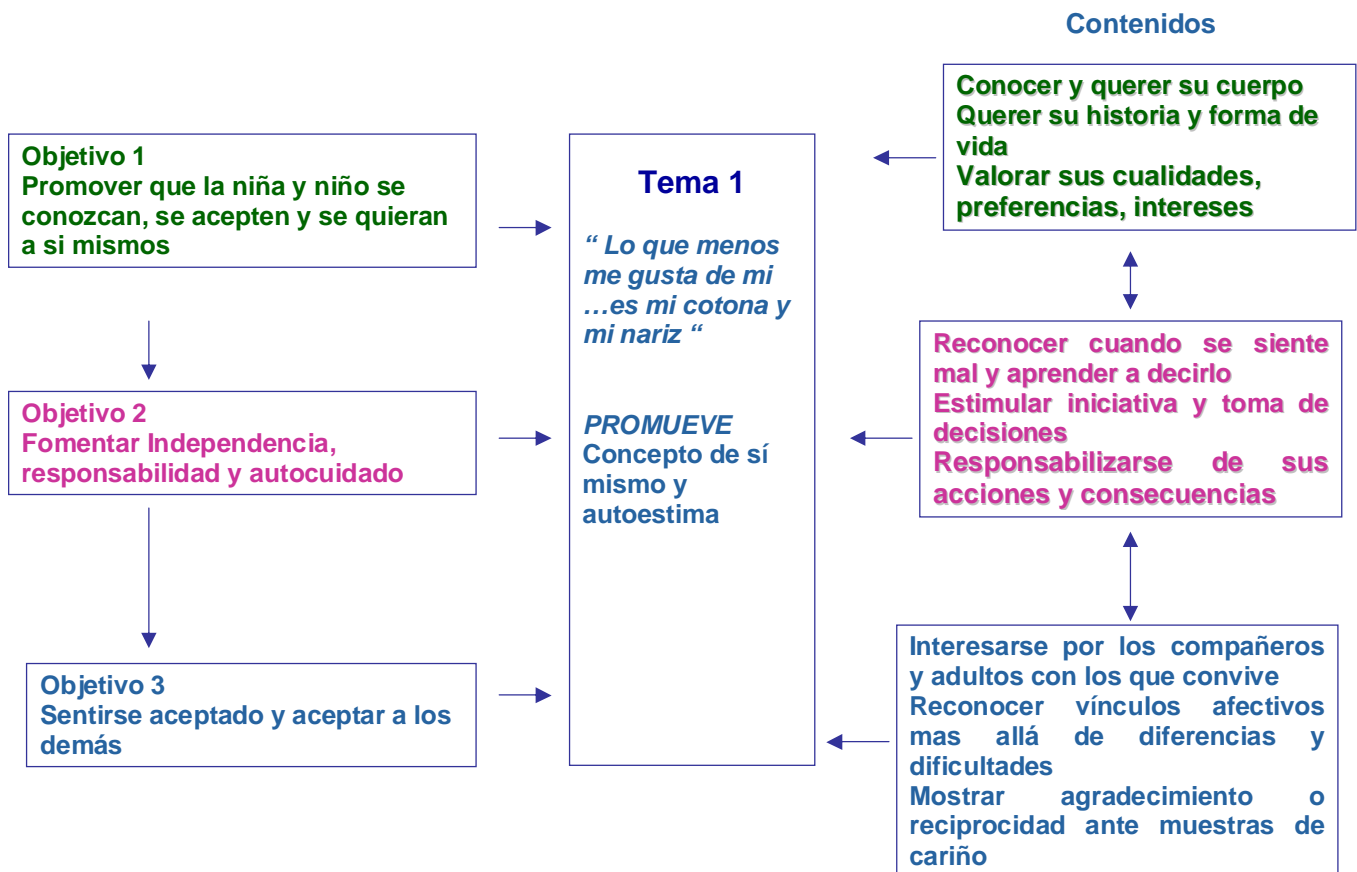 Contenidos
Objetivo 1
Promover que la niña y niño se
conozcan, se acepten y se quieran
a si mismos
Objetivo 2
Fomentar Independencia,
responsabilidad y autocuidado
Objetivo 3
Sentirse aceptado y aceptar a los
demás
Tema 1
“ Lo que menos
me gusta de mi
…es mi cotona y
mi nariz “
PROMUEVE
Concepto de sí
mismo y
autoestima
Conocer y querer su cuerpo
Querer su historia y forma de
vida
Valorar sus cualidades,
preferencias, intereses
Reconocer cuando se siente
mal y aprender a decirlo
Estimular iniciativa y toma de
decisiones
Responsabilizarse de sus
acciones y consecuencias
Interesarse por los compañeros
y adultos con los que convive
Reconocer vínculos afectivos
mas allá de diferencias y
dificultades
Mostrar agradecimiento o
reciprocidad ante muestras de
cariño